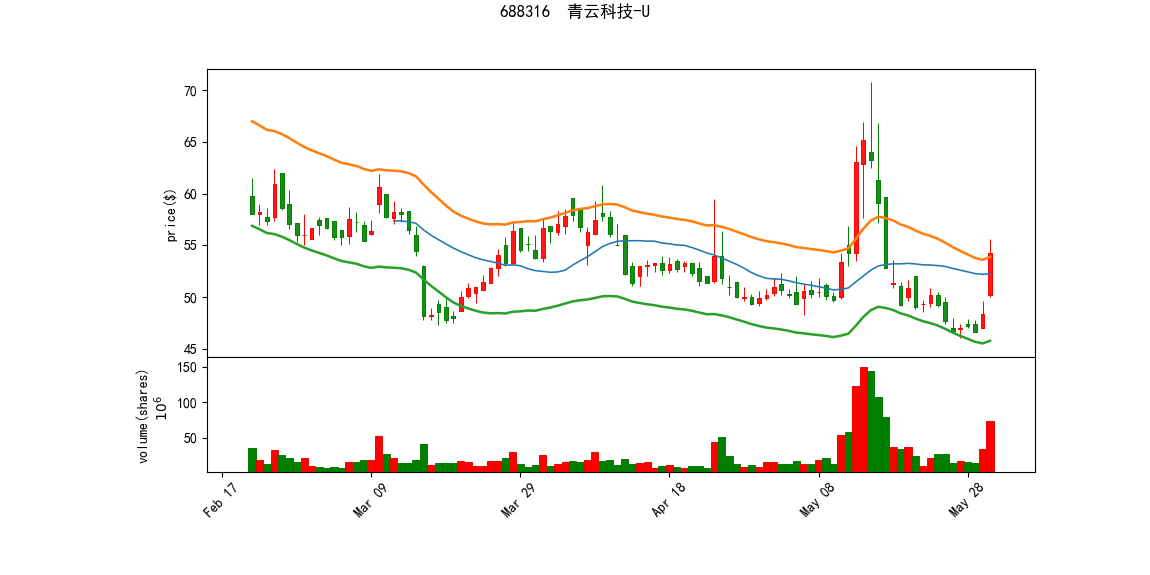 688316 青云科技-U
price($)
70
65
60
55
50
45
volume(shares)
10^6
150
100
50
Feb 17
Mar 09
Mar 29
Apr 18
May 08
May 28